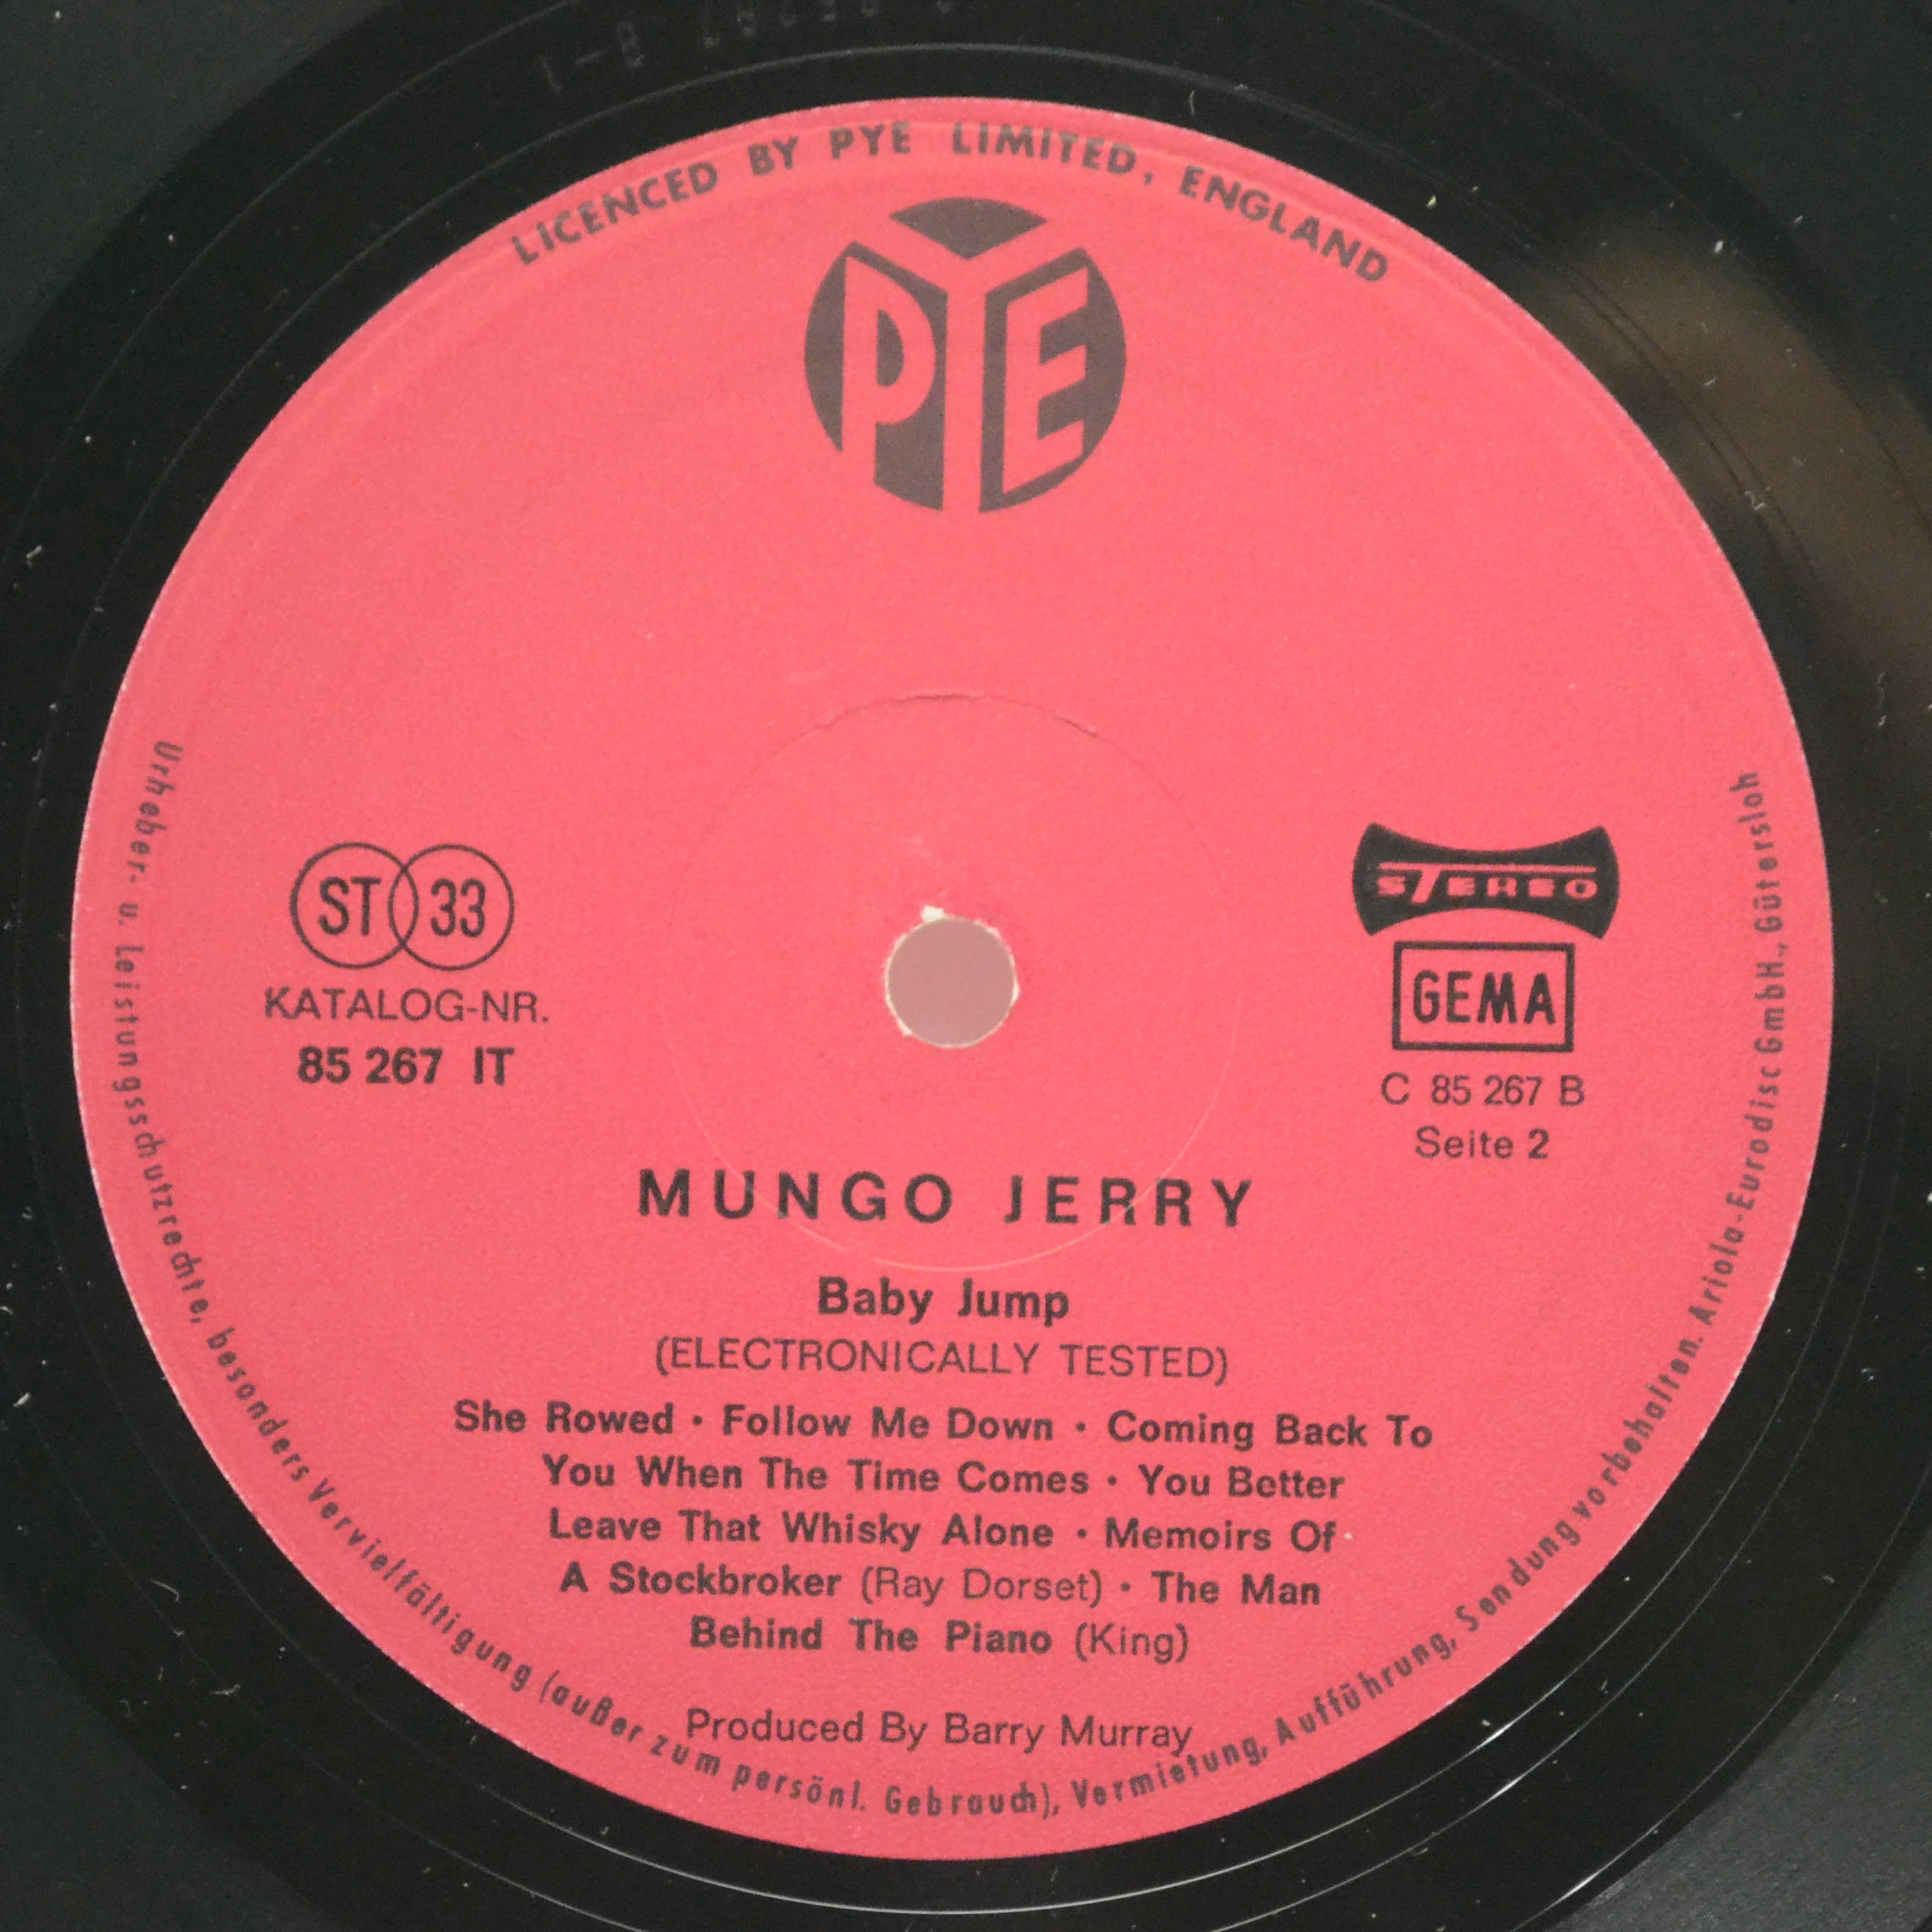 LICENCED BY PYE LIMITED, ENGLAND
PYE
ST 33
KATALOG-NR.
85 267 IT
STEREO
GEMA
C 85 267 B
Seite 2
MUNGO JERRY
Baby Jump
(ELECTRONICALLY TESTED)
She Rowed · Follow Me Down · Coming Back To
You When The Time Comes · You Better
Leave That Whisky Alone · Memoirs Of
A Stockbroker (Ray Dorset) · The Man
Behind The Piano (King)
Produced By Barry Murray
Urheber- u. Leistungsschutzrechte, besonders Vervielfältigung (außer zum persönl. Gebrauch), Vermietung, Aufführung, Sendung vorbehalten. Ariola-Eurodisc GmbH., Gütersloh